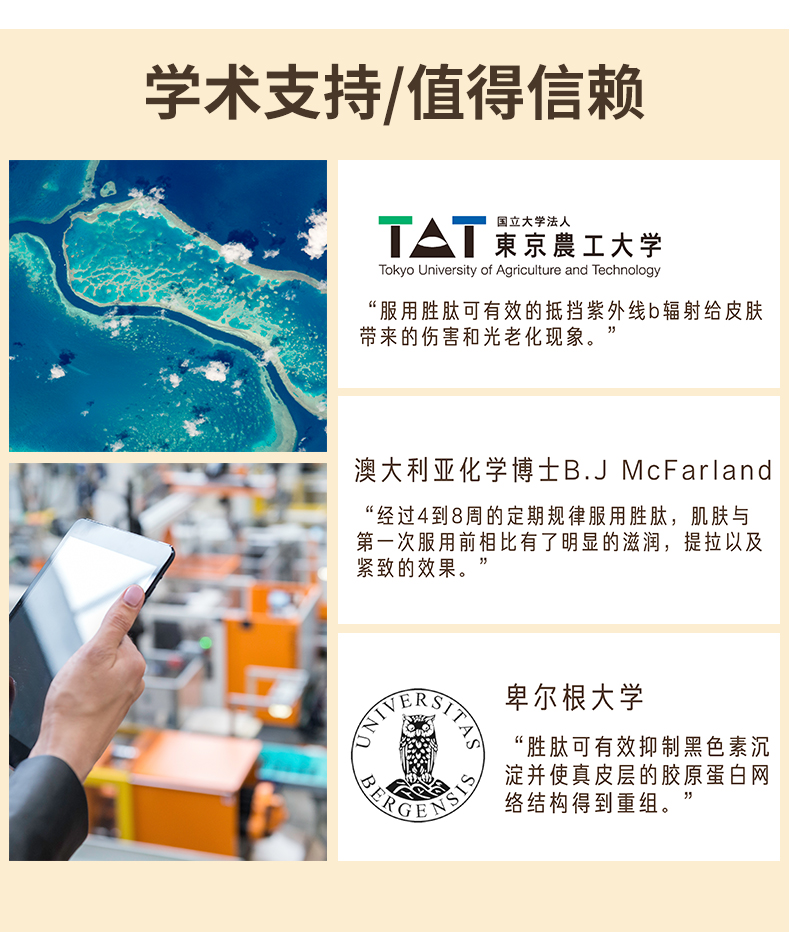 学术支持/值得信赖
国立大学法人
東京農工大学
TAT
Tokyo University of Agriculture and Technology
“服用胜肽可有效的抵挡紫外线b辐射给皮肤
带来的伤害和光老化现象。”
澳大利亚化学博士B.J McFarland
“经过4到8周的定期规律服用胜肽，肌肤与
第一次服用前相比有了明显的滋润，提拉以及
紧致的效果。”
UNIVERSITAS
BERGENSIS
卑尔根大学
“胜肽可有效抑制黑色素沉
淀并使真皮层的胶原蛋白网
络结构得到重组。”